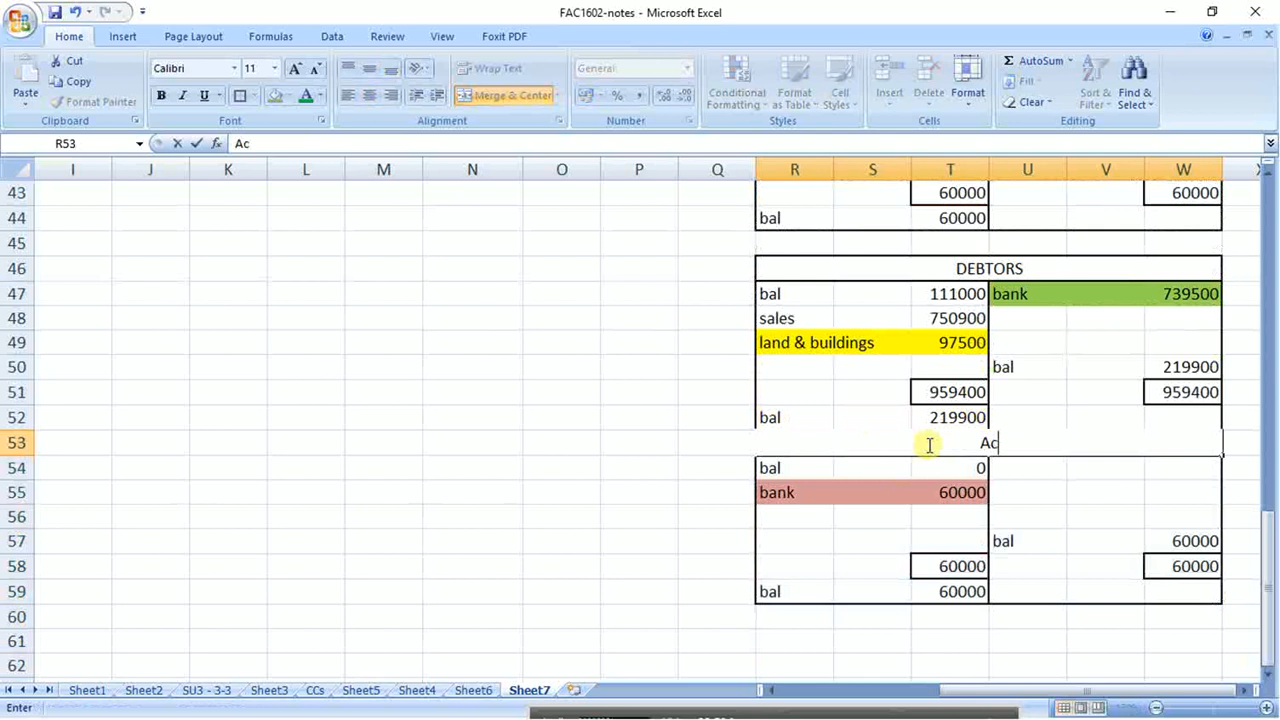 FAC1602-notes - Microsoft Excel
Home Insert Page Layout Formulas Data Review View Foxit PDF
Paste Cut Copy Format Painter
Clipboard
Calibri 11
Font
Wrap Text
Merge & Center
Alignment
General
Number
Conditional Formatting Format as Table Cell Styles
Styles
Insert Delete Format
Cells
Σ AutoSum Fill Clear
Sort & Filter Find & Select
Editing
R53 Ac
I J K L M N O P Q R S T U V W
43 60000 60000
44 bal 60000
45
46 DEBTORS
47 bal 111000 bank 739500
48 sales 750900
49 land & buildings 97500
50 bal 219900
51 959400 959400
52 bal 219900
53 Ac
54 bal 0
55 bank 60000
56
57 bal 60000
58 60000 60000
59 bal 60000
60
61
62
Sheet1 Sheet2 SU3 - 3-3 Sheet3 CCs Sheet5 Sheet4 Sheet6 Sheet7
Enter